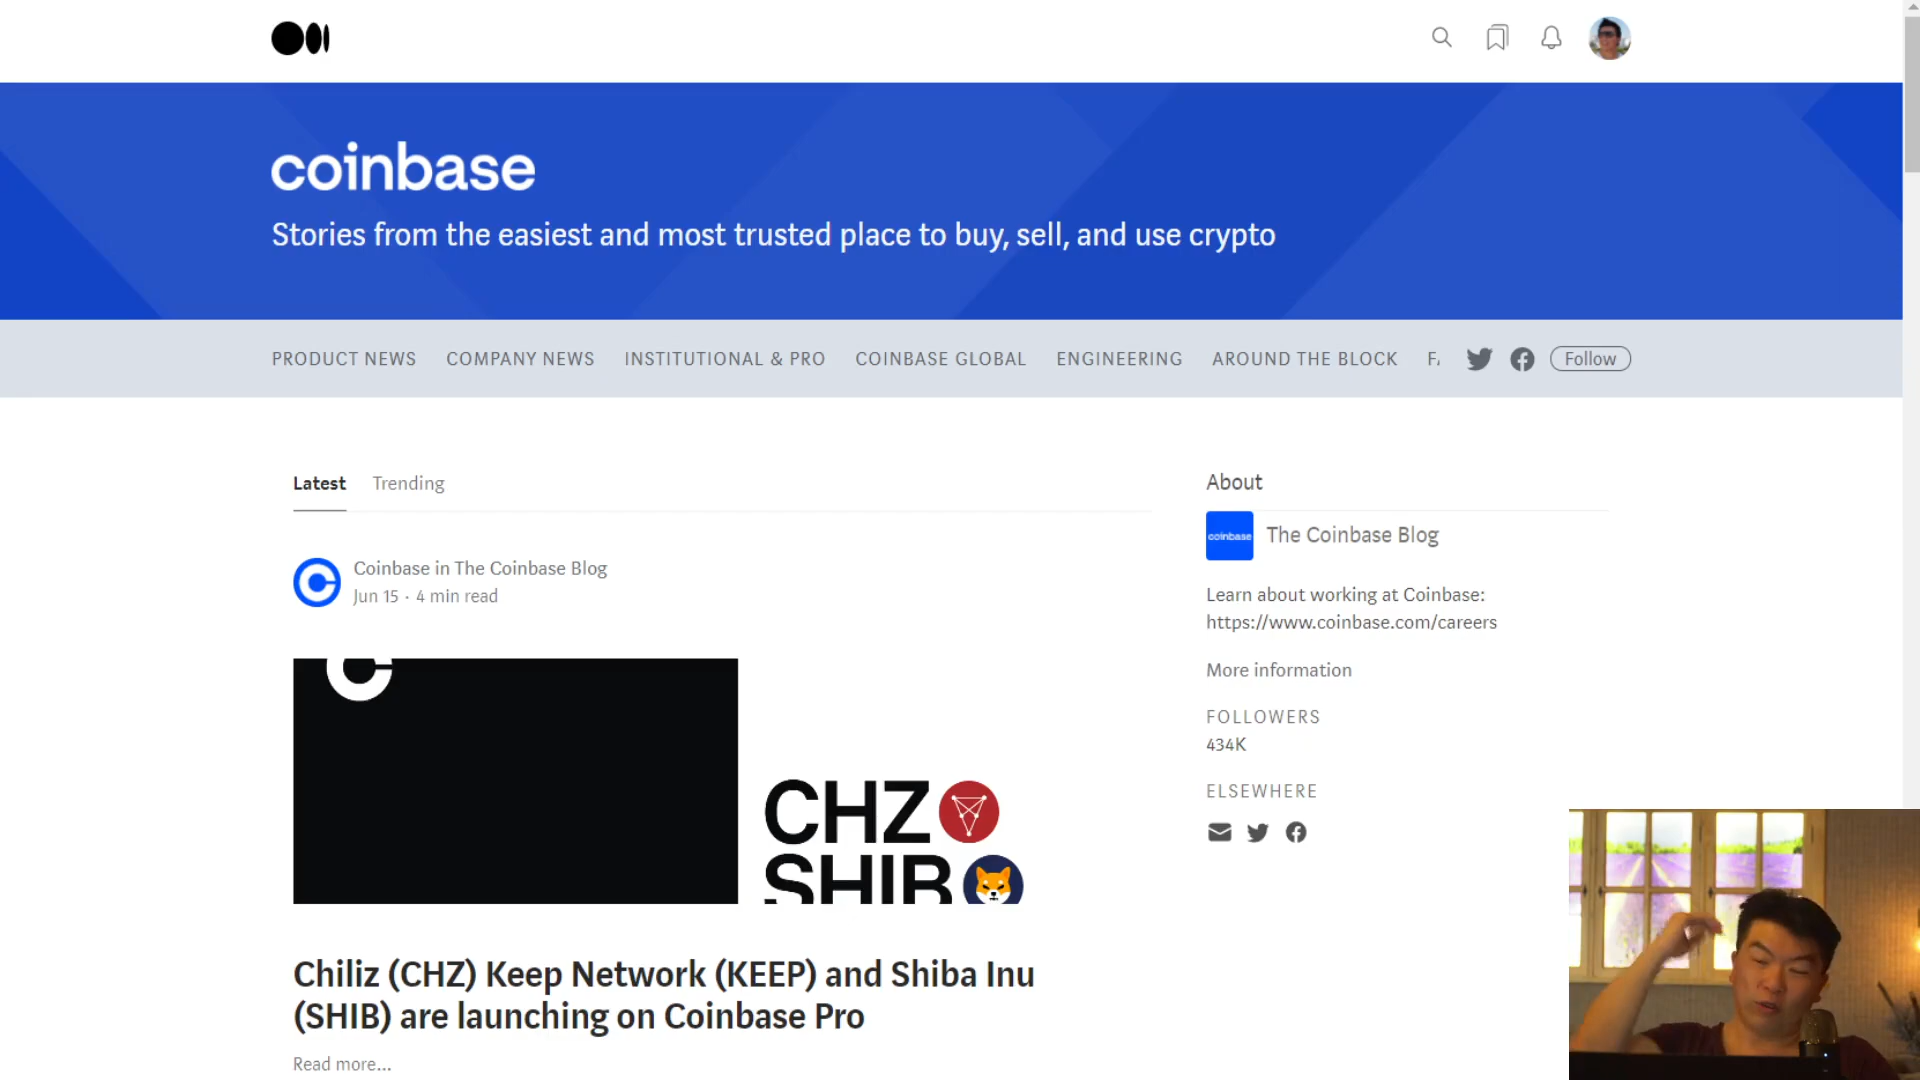 coinbase
Stories from the easiest and most trusted place to buy, sell, and use crypto
PRODUCT NEWS COMPANY NEWS INSTITUTIONAL & PRO COINBASE GLOBAL ENGINEERING AROUND THE BLOCK Follow
Latest Trending
Coinbase in The Coinbase Blog
Jun 15 · 4 min read
CHZ
SHIB
Chiliz (CHZ) Keep Network (KEEP) and Shiba Inu
(SHIB) are launching on Coinbase Pro
Read more...
About
coinbase
The Coinbase Blog
Learn about working at Coinbase:
https://www.coinbase.com/careers
More information
FOLLOWERS
434K
ELSEWHERE